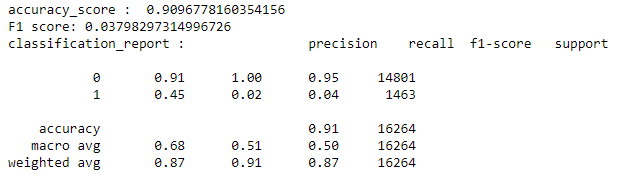 accuracy_score :  0.9096778160354156
F1 score: 0.03798297314996726
classification_report :               precision    recall  f1-score   support

           0       0.91      1.00      0.95     14801
           1       0.45      0.02      0.04      1463

    accuracy                           0.91     16264
   macro avg       0.68      0.51      0.50     16264
weighted avg       0.87      0.91      0.87     16264